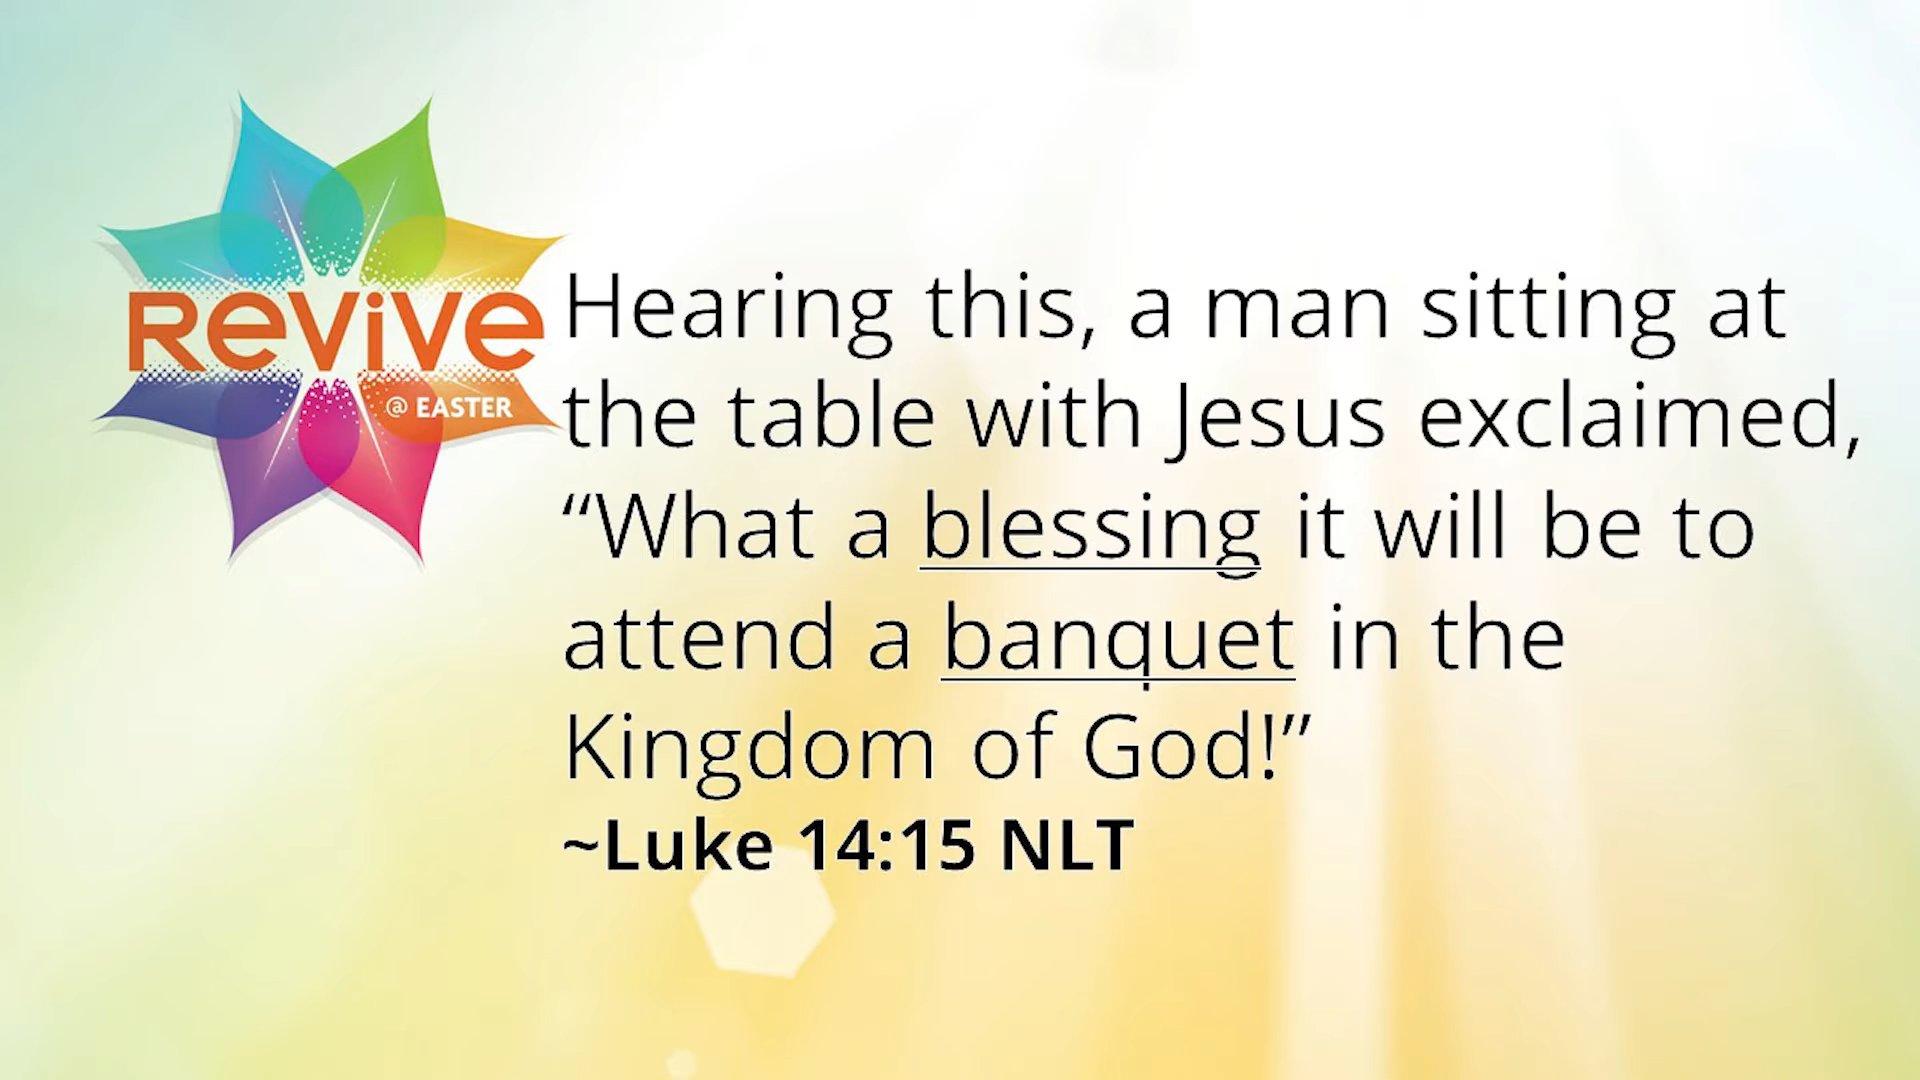 ReViVe
@ EASTER
Hearing this, a man sitting at
the table with Jesus exclaimed,
“What a blessing it will be to
attend a banquet in the
Kingdom of God!”
~Luke 14:15 NLT